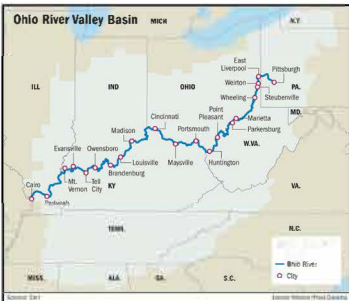 Ohio River Valley Basin
MICH
N.Y.
East
Liverpool
Pittsburgh
ILL
IND
OHIO
Weirton
PA.
Steubenville
Wheeling
MD.
Cincinnati
Point
Pleasant
Marietta
Madison
Portsmouth
Parkersburg
W.VA.
Evansville
Owensboro
Louisville
Maysville
Huntington
Cairo
Mt.
Vernon
Tell
City
KY
Brandenburg
VA.
Paducah
TENN.
N.C.
Ohio River
City
MISS.
ALA.
GA.
S.C.